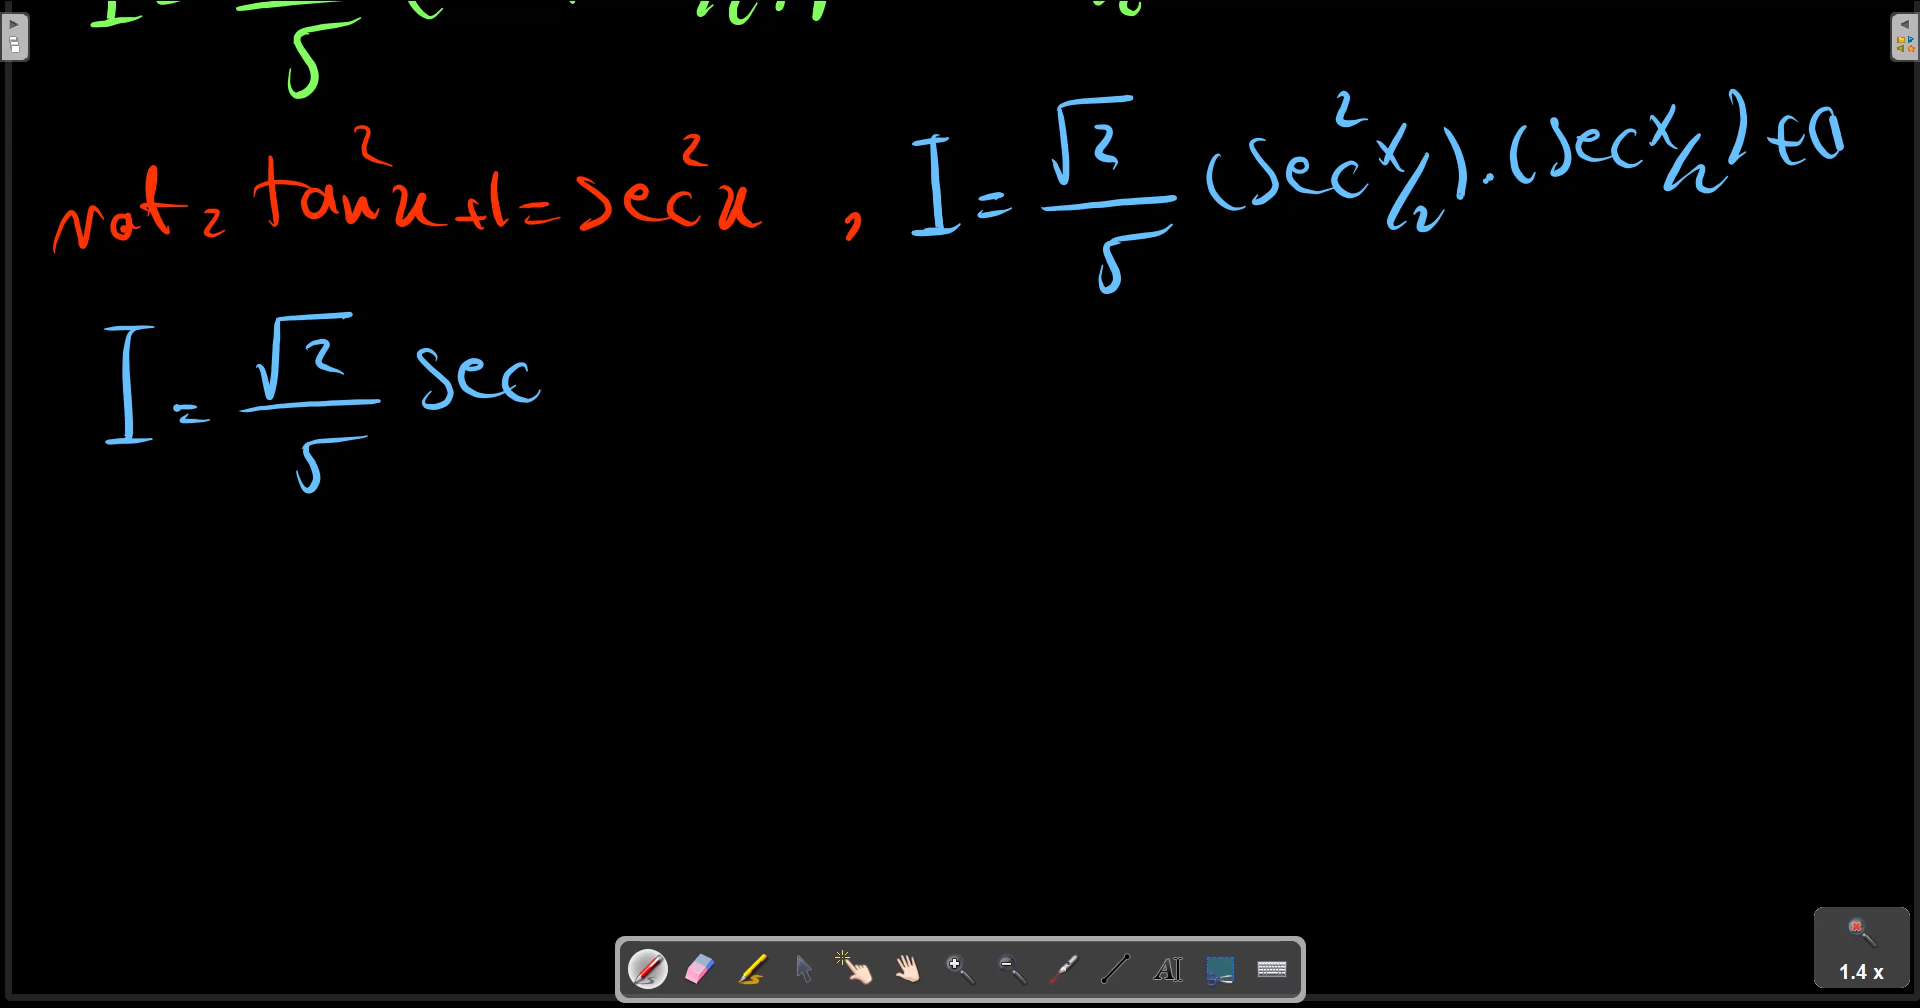 not: tan²x+1=sec²x , I = √2/5 (sec² x/2).(sec x/2)+c
I = √2/5 sec
1.4 x